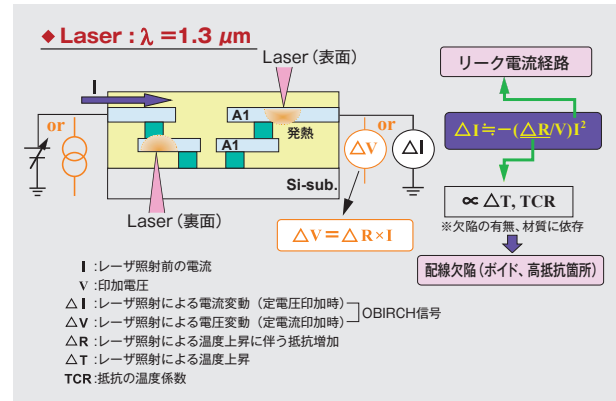 ◆Laser : λ =1.3 μm
Laser（表面）
リーク電流経路
I
or
A1
発熱
A1
or
△V
△I
△I≒−(△R/V)I²
Si-sub.
Laser（裏面）
△V＝△R×I
∝ △T, TCR
※欠陥の有無、材質に依存
配線欠陥（ボイド、高抵抗箇所）
I :レーザ照射前の電流
V :印加電圧
△I :レーザ照射による電流変動（定電圧印加時）
△V :レーザ照射による電圧変動（定電流印加時）
OBIRCH信号
△R :レーザ照射による温度上昇に伴う抵抗増加
△T :レーザ照射による温度上昇
TCR:抵抗の温度係数